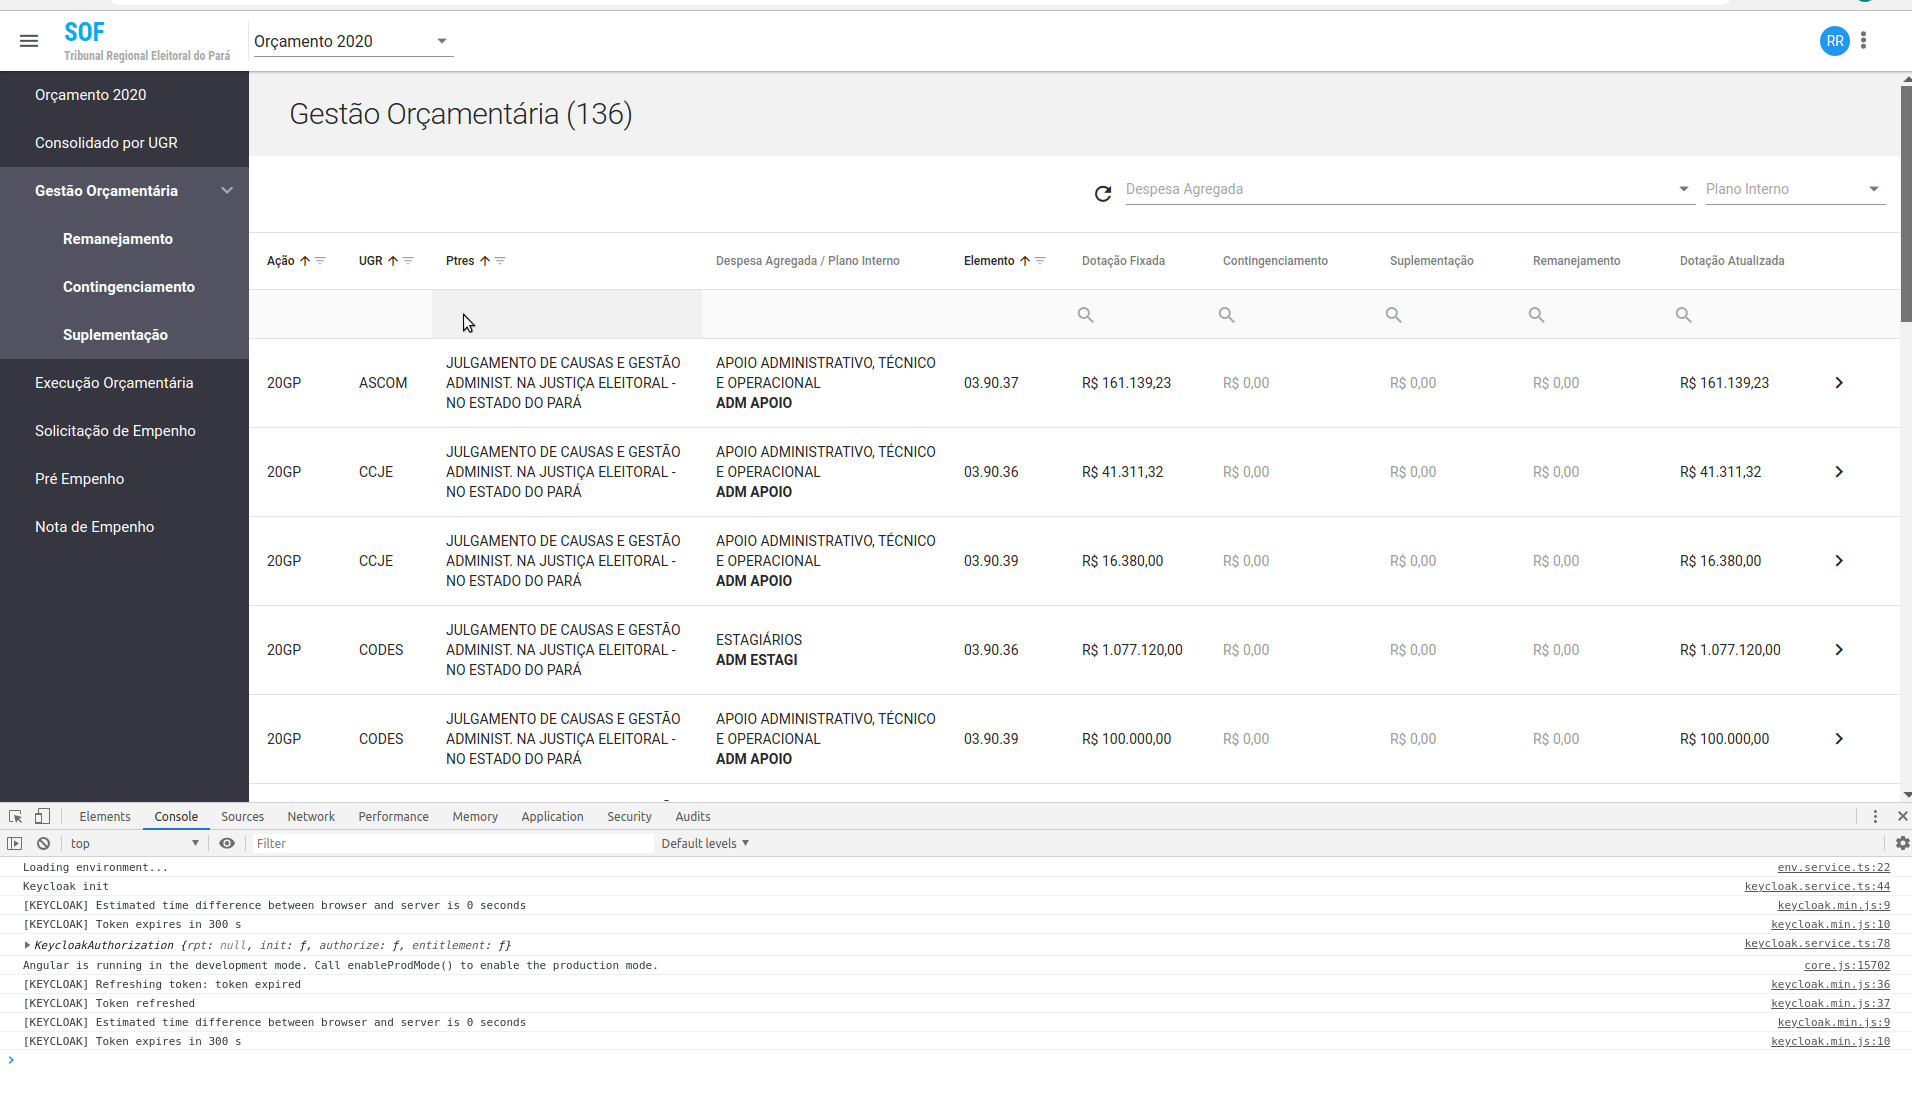 SOF
Tribunal Regional Eleitoral do Pará
Orçamento 2020
RR
Orçamento 2020
Consolidado por UGR
Gestão Orçamentária
Remanejamento
Contingenciamento
Suplementação
Execução Orçamentária
Solicitação de Empenho
Pré Empenho
Nota de Empenho
Gestão Orçamentária (136)
Despesa Agregada
Plano Interno
Ação UGR Ptres Despesa Agregada / Plano Interno Elemento Dotação Fixada Contingenciamento Suplementação Remanejamento Dotação Atualizada
JULGAMENTO DE CAUSAS E GESTÃO APOIO ADMINISTRATIVO, TÉCNICO
20GP ASCOM ADMINIST. NA JUSTIÇA ELEITORAL - E OPERACIONAL 03.90.37 R$ 161.139,23 R$ 0,00 R$ 0,00 R$ 0,00 R$ 161.139,23
NO ESTADO DO PARÁ ADM APOIO
JULGAMENTO DE CAUSAS E GESTÃO APOIO ADMINISTRATIVO, TÉCNICO
20GP CCJE ADMINIST. NA JUSTIÇA ELEITORAL - E OPERACIONAL 03.90.36 R$ 41.311,32 R$ 0,00 R$ 0,00 R$ 0,00 R$ 41.311,32
NO ESTADO DO PARÁ ADM APOIO
JULGAMENTO DE CAUSAS E GESTÃO APOIO ADMINISTRATIVO, TÉCNICO
20GP CCJE ADMINIST. NA JUSTIÇA ELEITORAL - E OPERACIONAL 03.90.39 R$ 16.380,00 R$ 0,00 R$ 0,00 R$ 0,00 R$ 16.380,00
NO ESTADO DO PARÁ ADM APOIO
JULGAMENTO DE CAUSAS E GESTÃO ESTAGIÁRIOS
20GP CODES ADMINIST. NA JUSTIÇA ELEITORAL - ADM ESTAGI 03.90.36 R$ 1.077.120,00 R$ 0,00 R$ 0,00 R$ 0,00 R$ 1.077.120,00
NO ESTADO DO PARÁ
JULGAMENTO DE CAUSAS E GESTÃO APOIO ADMINISTRATIVO, TÉCNICO
20GP CODES ADMINIST. NA JUSTIÇA ELEITORAL - E OPERACIONAL 03.90.39 R$ 100.000,00 R$ 0,00 R$ 0,00 R$ 0,00 R$ 100.000,00
NO ESTADO DO PARÁ ADM APOIO
Elements Console Sources Network Performance Memory Application Security Audits
top Filter Default levels
Loading environment... env.service.ts:22
Keycloak init keycloak.service.ts:44
[KEYCLOAK] Estimated time difference between browser and server is 0 seconds keycloak.min.js:9
[KEYCLOAK] Token expires in 300 s keycloak.min.js:10
KeycloakAuthorization {rpt: null, init: ƒ, authorize: ƒ, entitlement: ƒ} keycloak.service.ts:78
Angular is running in the development mode. Call enableProdMode() to enable the production mode. core.js:15702
[KEYCLOAK] Refreshing token: token expired keycloak.min.js:36
[KEYCLOAK] Token refreshed keycloak.min.js:37
[KEYCLOAK] Estimated time difference between browser and server is 0 seconds keycloak.min.js:9
[KEYCLOAK] Token expires in 300 s keycloak.min.js:10